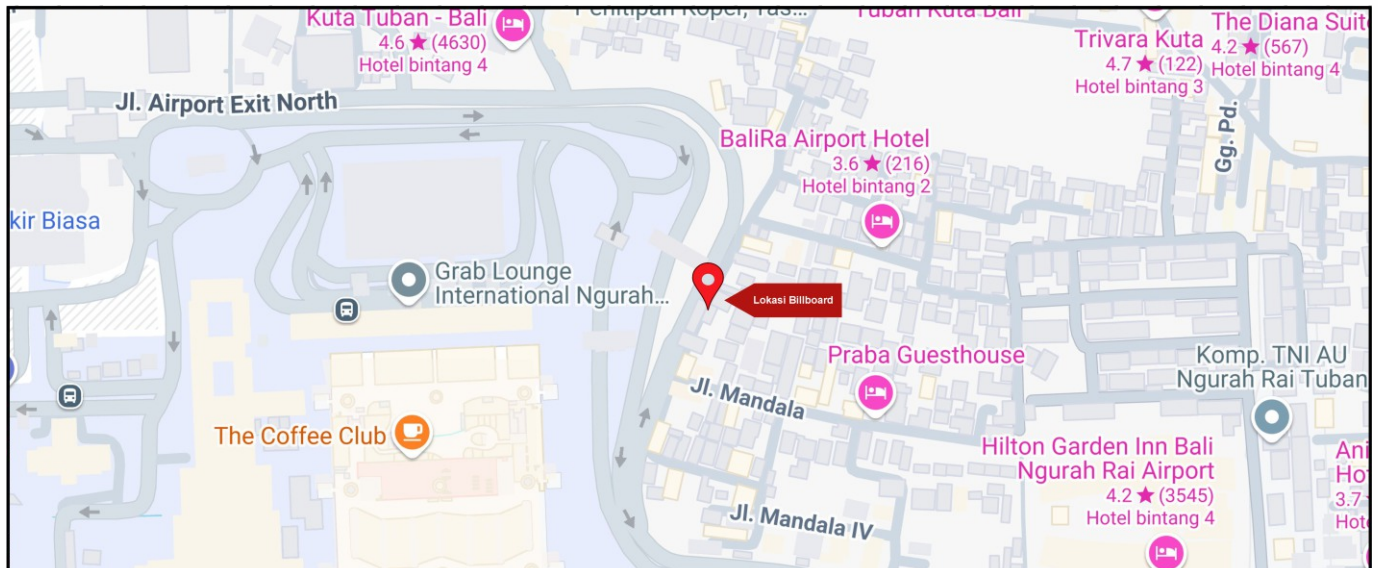 Kuta Tuban - Bali
4.6 ★ (4630)
Hotel bintang 4
Tuban Kuta Bali
The Diana Suit
4.2 ★ (567)
Hotel bintang 4
Trivara Kuta
4.7 ★ (122)
Hotel bintang 3
Jl. Airport Exit North
BaliRa Airport Hotel
3.6 ★ (216)
Hotel bintang 2
Gg. Pd.
kir Biasa
Grab Lounge
International Ngurah...
Lokasi Billboard
Praba Guesthouse
Komp. TNI AU
Ngurah Rai Tuban
Jl. Mandala
The Coffee Club
Hilton Garden Inn Bali
Ngurah Rai Airport
4.2 ★ (3545)
Hotel bintang 4
Ani
Ho
3.7
Hot
Jl. Mandala IV